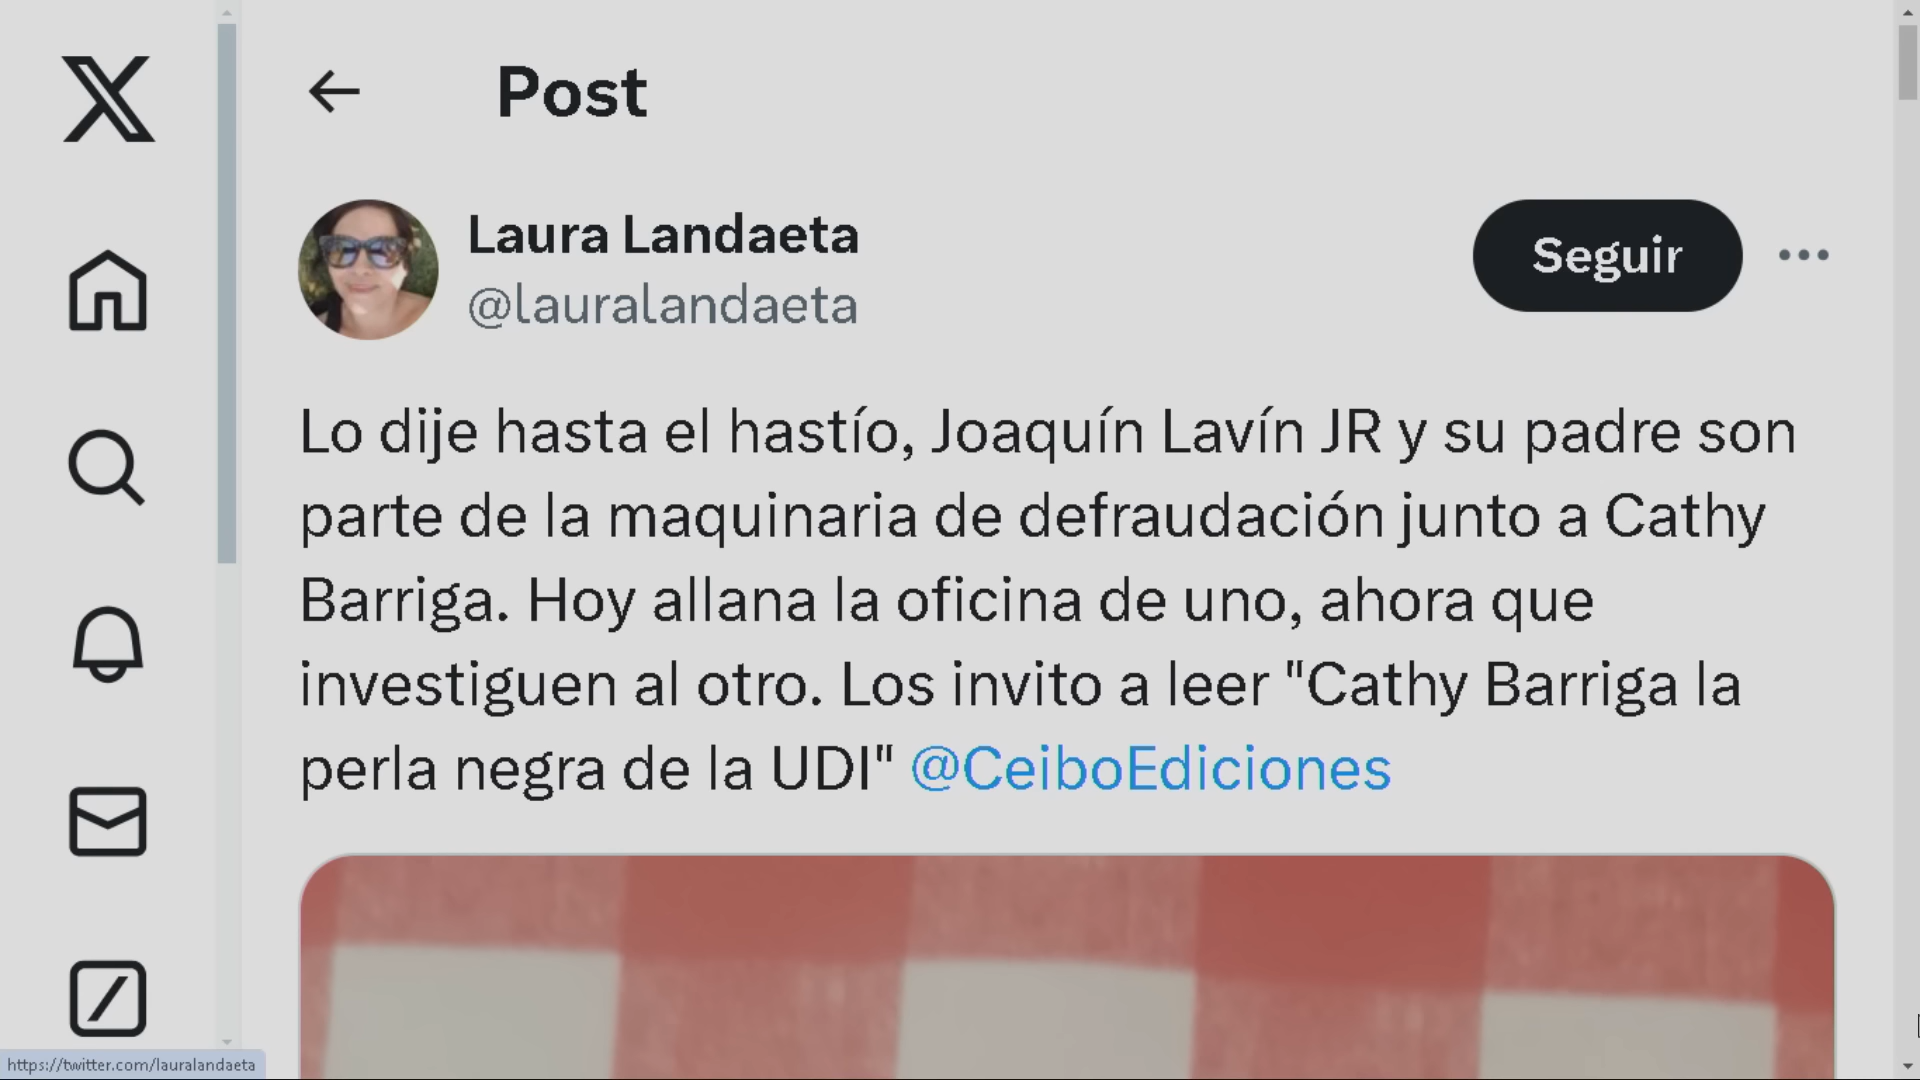 Post
Laura Landaeta
@lauralandaeta
Seguir
Lo dije hasta el hastío, Joaquín Lavín JR y su padre son
parte de la maquinaria de defraudación junto a Cathy
Barriga. Hoy allana la oficina de uno, ahora que
investiguen al otro. Los invito a leer "Cathy Barriga la
perla negra de la UDI" @CeiboEdiciones
https://twitter.com/lauralandaeta